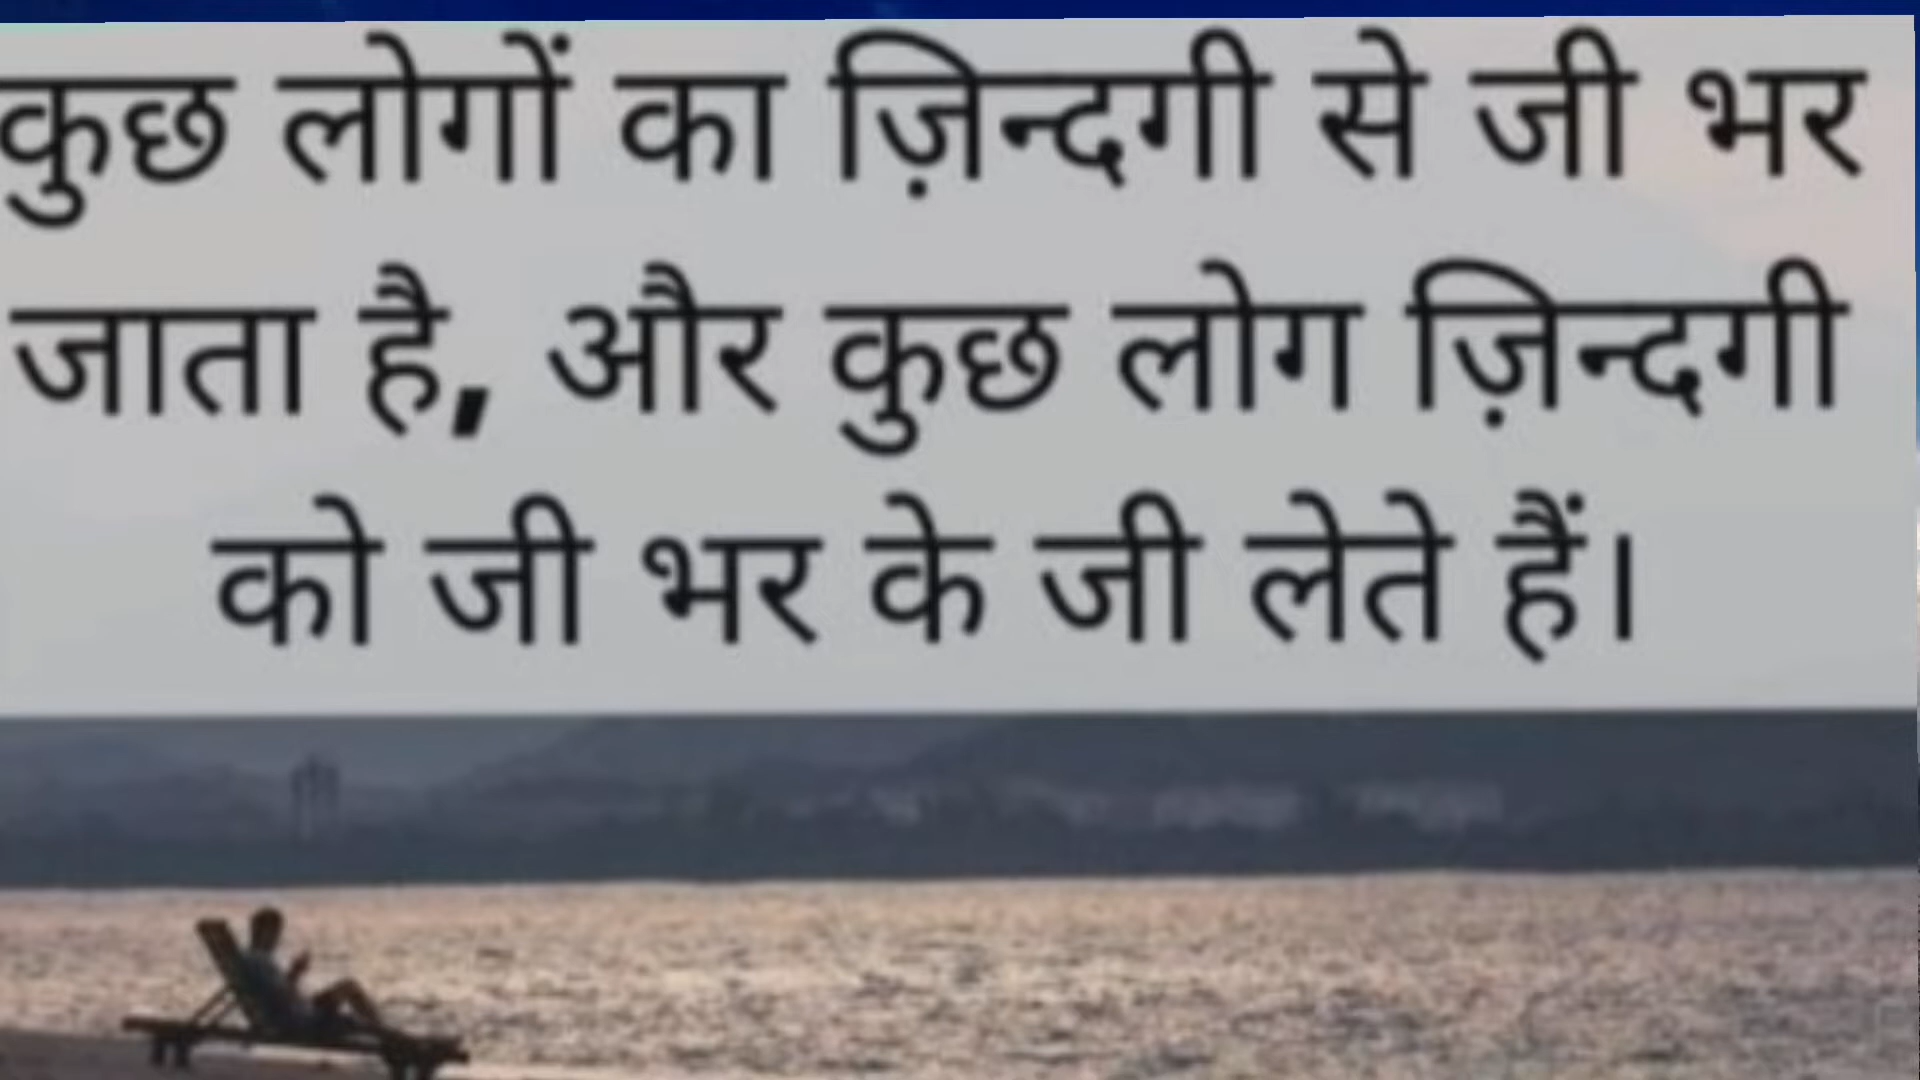 कुछ लोगों का ज़िन्दगी से जी भर
जाता है, और कुछ लोग ज़िन्दगी
को जी भर के जी लेते हैं।